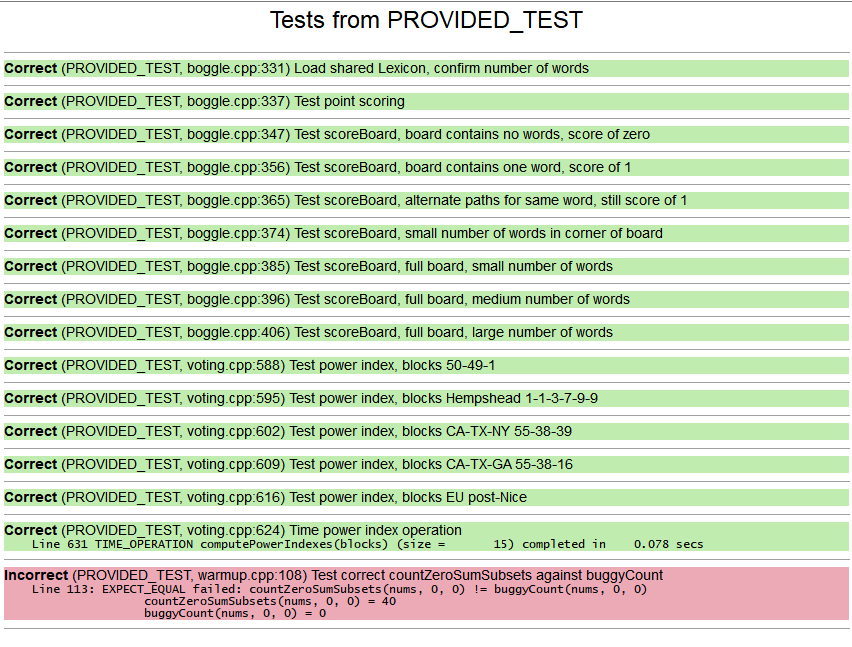 Tests from PROVIDED_TEST
Correct (PROVIDED_TEST, boggle.cpp:331) Load shared Lexicon, confirm number of words
Correct (PROVIDED_TEST, boggle.cpp:337) Test point scoring
Correct (PROVIDED_TEST, boggle.cpp:347) Test scoreBoard, board contains no words, score of zero
Correct (PROVIDED_TEST, boggle.cpp:356) Test scoreBoard, board contains one word, score of 1
Correct (PROVIDED_TEST, boggle.cpp:365) Test scoreBoard, alternate paths for same word, still score of 1
Correct (PROVIDED_TEST, boggle.cpp:374) Test scoreBoard, small number of words in corner of board
Correct (PROVIDED_TEST, boggle.cpp:385) Test scoreBoard, full board, small number of words
Correct (PROVIDED_TEST, boggle.cpp:396) Test scoreBoard, full board, medium number of words
Correct (PROVIDED_TEST, boggle.cpp:406) Test scoreBoard, full board, large number of words
Correct (PROVIDED_TEST, voting.cpp:588) Test power index, blocks 50-49-1
Correct (PROVIDED_TEST, voting.cpp:595) Test power index, blocks Hempshead 1-1-3-7-9-9
Correct (PROVIDED_TEST, voting.cpp:602) Test power index, blocks CA-TX-NY 55-38-39
Correct (PROVIDED_TEST, voting.cpp:609) Test power index, blocks CA-TX-GA 55-38-16
Correct (PROVIDED_TEST, voting.cpp:616) Test power index, blocks EU post-Nice
Correct (PROVIDED_TEST, voting.cpp:624) Time power index operation
Line 631 TIME_OPERATION computePowerIndexes(blocks) (size = 15) completed in 0.078 secs
Incorrect (PROVIDED_TEST, warmup.cpp:108) Test correct countZeroSumSubsets against buggyCount
Line 113: EXPECT_EQUAL failed: countZeroSumSubsets(nums, 0, 0) != buggyCount(nums, 0, 0)
countZeroSumSubsets(nums, 0, 0) = 40
buggyCount(nums, 0, 0) = 0